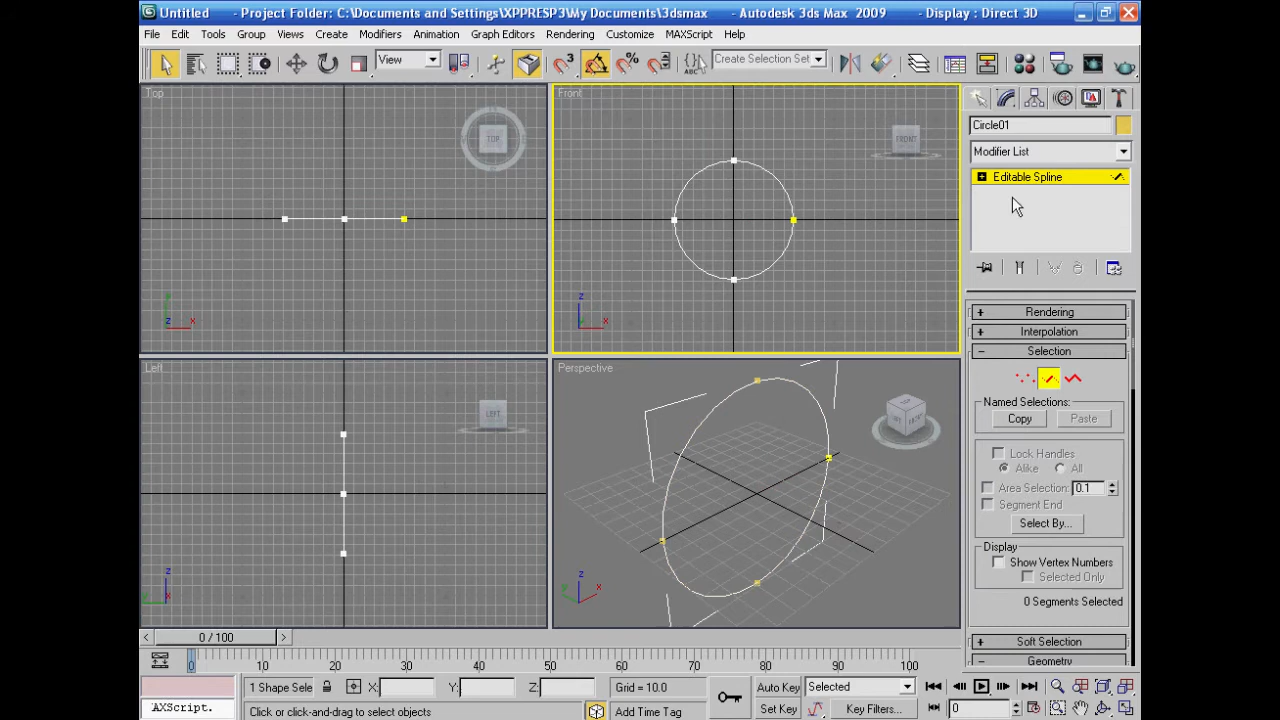 Untitled - Project Folder: C:\Documents and Settings\XPPRESP3\My Documents\3dsmax - Autodesk 3ds Max 2009 - Display : Direct 3D
File Edit Tools Group Views Create Modifiers Animation Graph Editors Rendering Customize MAXScript Help
View
3
%
ABC
Create Selection Set
Top
TOP
y
z x
Front
FRONT
z
x
Circle01
Modifier List
Editable Spline
Left
LEFT
z
y x
Perspective
z
y x
Rendering
Interpolation
Selection
Named Selections:
Copy Paste
Lock Handles
Alike All
Area Selection: 0.1
Segment End
Select By...
Display
Show Vertex Numbers
Selected Only
0 Segments Selected
Soft Selection
Geometry
0 / 100
0 10 20 30 40 50 60 70 80 90 100
1 Shape Sele X: Y: Z: Grid = 10.0 Auto Key Selected
'AXScript. Click or click-and-drag to select objects Add Time Tag Set Key Key Filters... 0